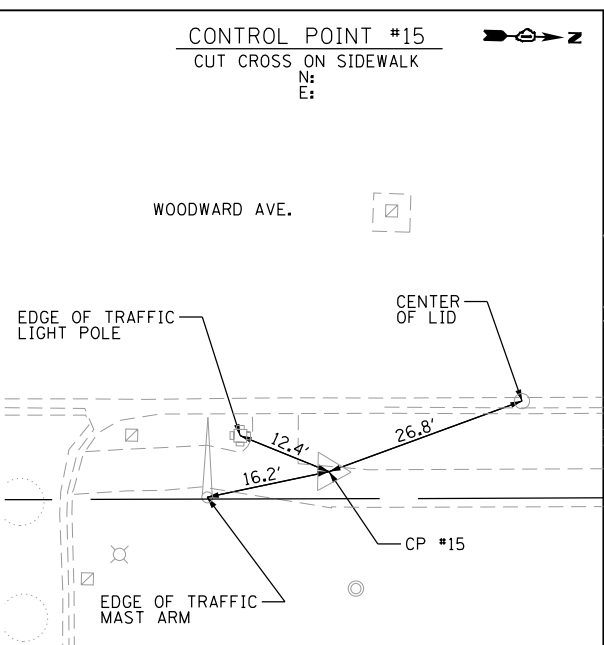 CONTROL POINT #15
CUT CROSS ON SIDEWALK
N:
E:
Z
WOODWARD AVE.
EDGE OF TRAFFIC
LIGHT POLE
CENTER
OF LID
12.4'
26.8'
16.2'
CP #15
EDGE OF TRAFFIC
MAST ARM